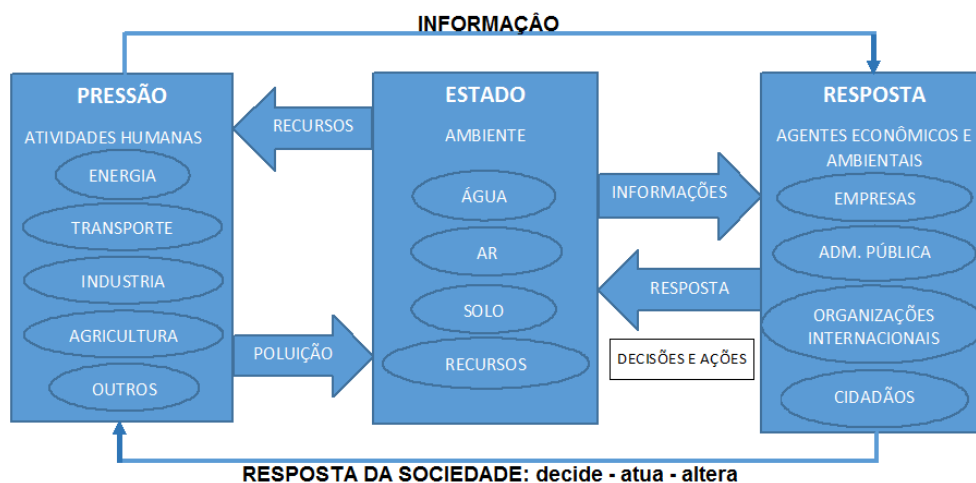 INFORMAÇÂO
PRESSÃO
ATIVIDADES HUMANAS
ENERGIA
TRANSPORTE
INDUSTRIA
AGRICULTURA
OUTROS
RECURSOS
POLUIÇÃO
ESTADO
AMBIENTE
ÁGUA
AR
SOLO
RECURSOS
INFORMAÇÕES
RESPOSTA
DECISÕES E AÇÕES
RESPOSTA
AGENTES ECONÔMICOS E
AMBIENTAIS
EMPRESAS
ADM. PÚBLICA
ORGANIZAÇÕES
INTERNACIONAIS
CIDADÃOS
RESPOSTA DA SOCIEDADE: decide - atua - altera